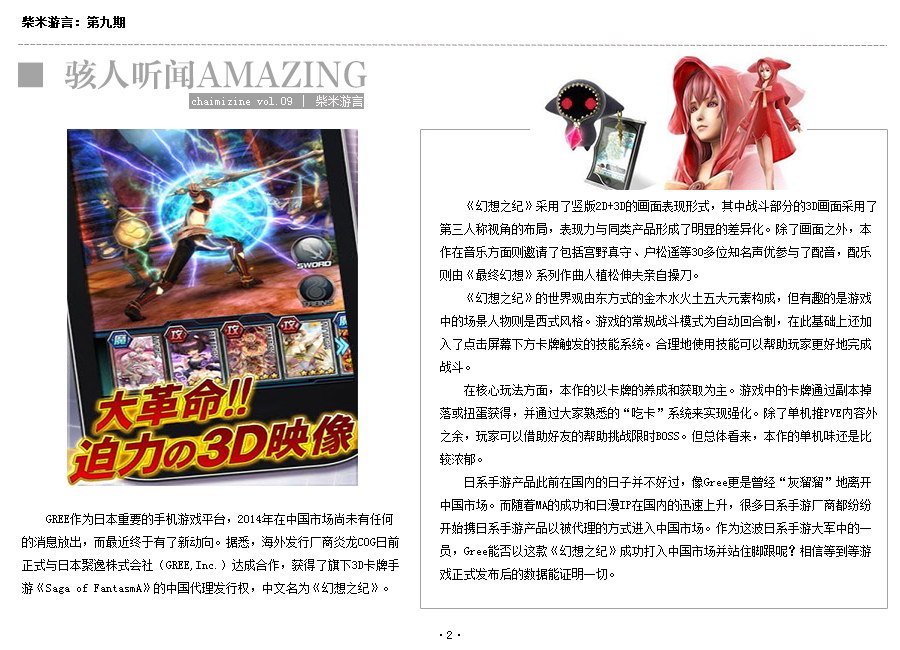 柴米游言：第九期
骇人听闻AMAZING
chaimizine vol.09 | 柴米游言
SWORD
魔
攻
攻
攻
魔
大革命!!
迫力の3D映像
GREE作为日本重要的手机游戏平台，2014年在中国市场尚未有任何
的消息放出，而最近终于有了新动向。据悉，海外发行厂商炎龙COG日前
正式与日本聚逸株式会社（GREE,Inc.）达成合作，获得了旗下3D卡牌手
游《Saga of FantasmA》的中国代理发行权，中文名为《幻想之纪》。
《幻想之纪》采用了竖版2D+3D的画面表现形式，其中战斗部分的3D画面采用了
第三人称视角的布局，表现力与同类产品形成了明显的差异化。除了画面之外，本
作在音乐方面则邀请了包括宫野真守、户松遥等30多位知名声优参与了配音，配乐
则由《最终幻想》系列作曲人植松伸夫亲自操刀。
《幻想之纪》的世界观由东方式的金木水火土五大元素构成，但有趣的是游戏
中的场景人物则是西式风格。游戏的常规战斗模式为自动回合制，在此基础上还加
入了点击屏幕下方卡牌触发的技能系统。合理地使用技能可以帮助玩家更好地完成
战斗。
在核心玩法方面，本作的以卡牌的养成和获取为主。游戏中的卡牌通过副本掉
落或扭蛋获得，并通过大家熟悉的“吃卡”系统来实现强化。除了单机推PVE内容外
之余，玩家可以借助好友的帮助挑战限时BOSS。但总体看来，本作的单机味还是比
较浓郁。
日系手游产品此前在国内的日子并不好过，像Gree更是曾经“灰溜溜”地离开
中国市场。而随着MA的成功和日漫IP在国内的迅速上升，很多日系手游厂商都纷纷
开始携日系手游产品以被代理的方式进入中国市场。作为这波日系手游大军中的一
员，Gree能否以这款《幻想之纪》成功打入中国市场并站住脚跟呢？相信等到等游
戏正式发布后的数据能证明一切。
·2·